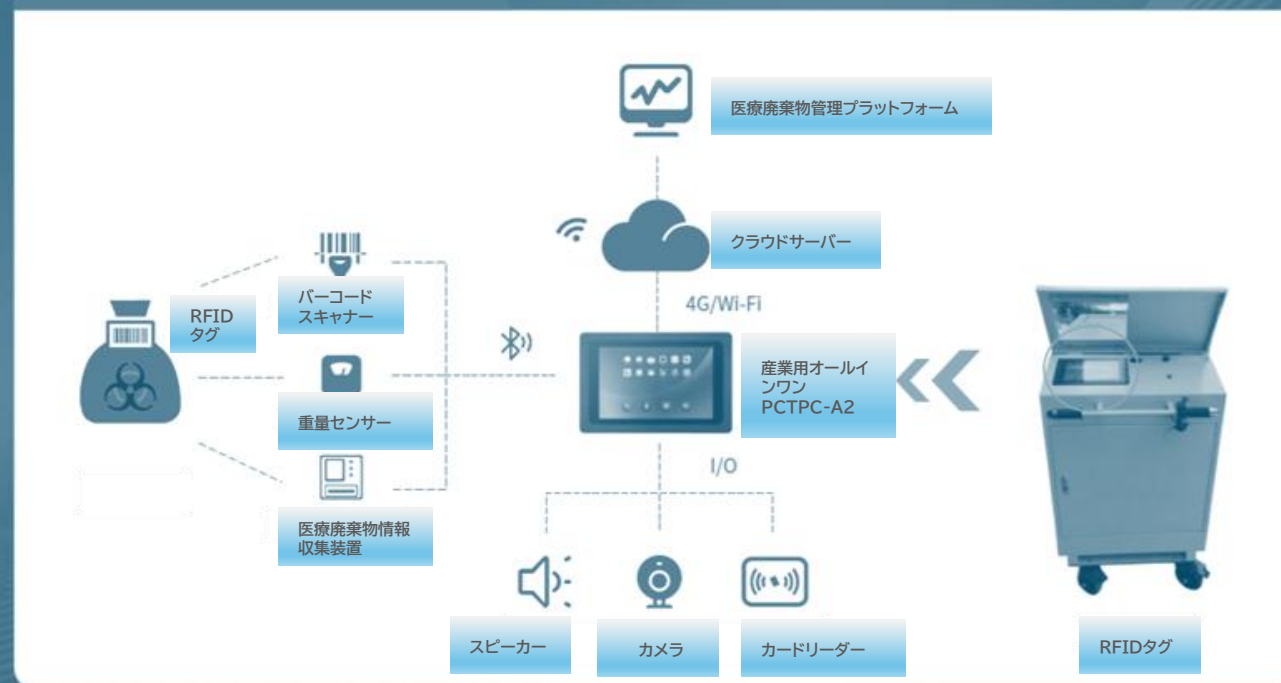 医療廃棄物管理プラットフォーム
クラウドサーバー
4G/Wi-Fi
RFID
タグ
バーコード
スキャナー
重量センサー
医療廃棄物情報
収集装置
産業用オールイ
ンワン
PCTPC-A2
I/O
スピーカー
カメラ
カードリーダー
RFIDタグ